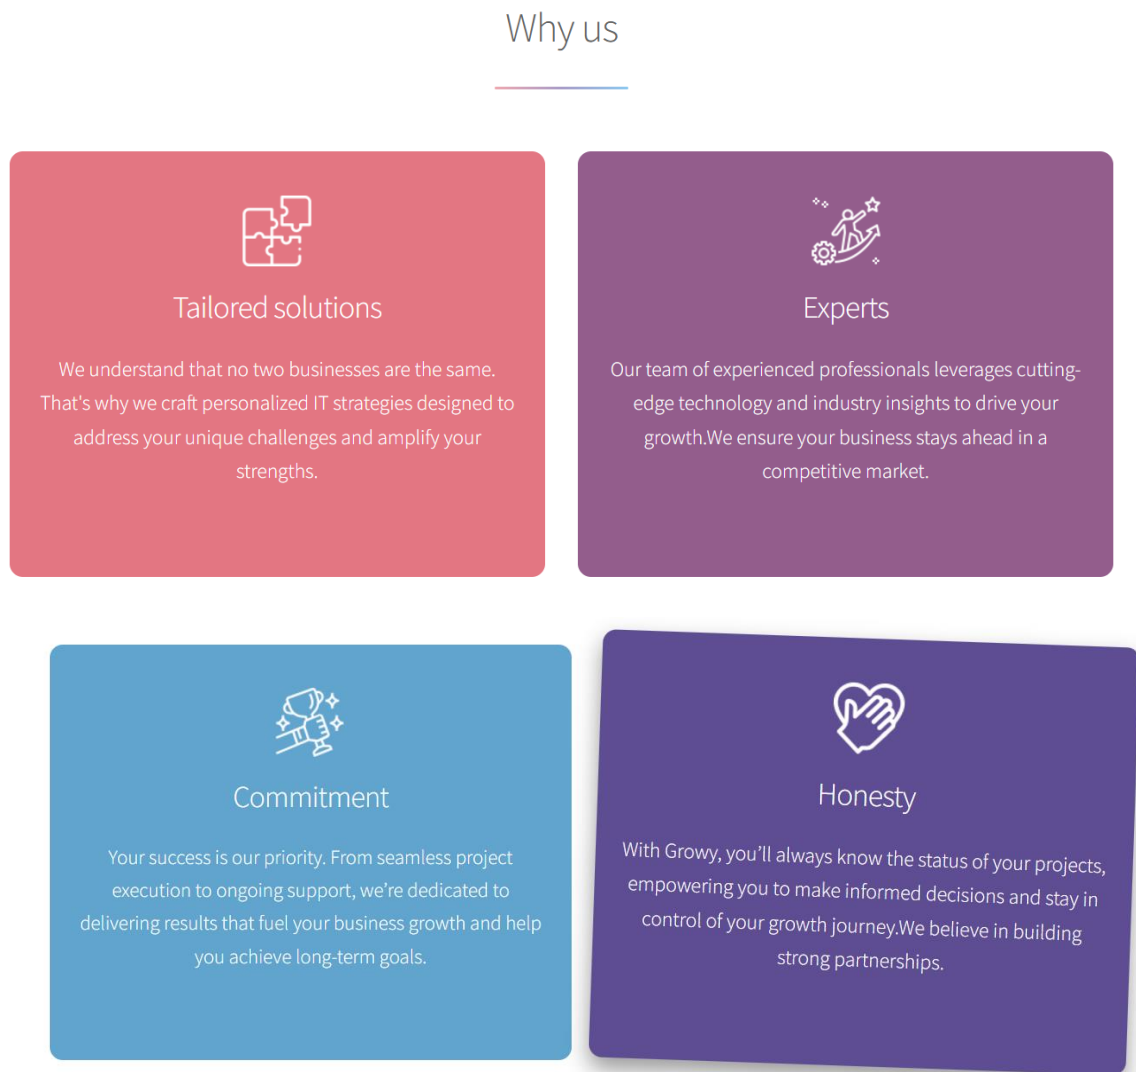 Why us
Tailored solutions
We understand that no two businesses are the same.
That's why we craft personalized IT strategies designed to
address your unique challenges and amplify your
strengths.
Experts
Our team of experienced professionals leverages cutting-
edge technology and industry insights to drive your
growth.We ensure your business stays ahead in a
competitive market.
Commitment
Your success is our priority. From seamless project
execution to ongoing support, we’re dedicated to
delivering results that fuel your business growth and help
you achieve long-term goals.
Honesty
With Growy, you’ll always know the status of your projects,
empowering you to make informed decisions and stay in
control of your growth journey.We believe in building
strong partnerships.